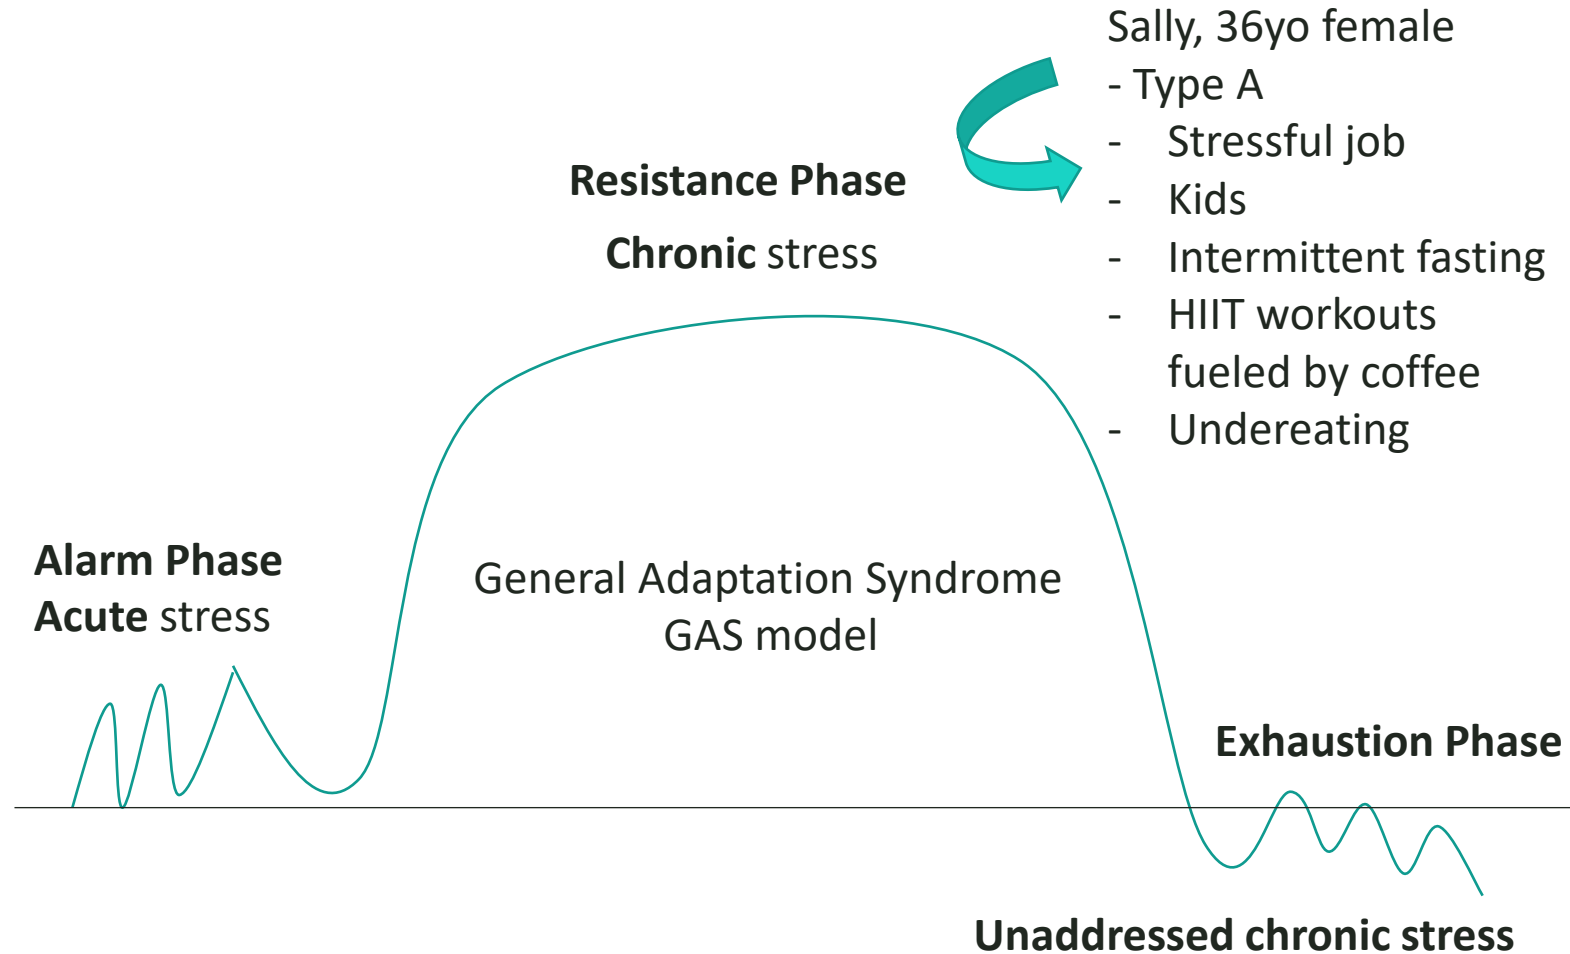 Sally, 36yo female
- Type A
- Stressful job
- Kids
- Intermittent fasting
- HIIT workouts
fueled by coffee
- Undereating
Resistance Phase
Chronic stress
Alarm Phase
Acute stress
General Adaptation Syndrome
GAS model
Exhaustion Phase
Unaddressed chronic stress